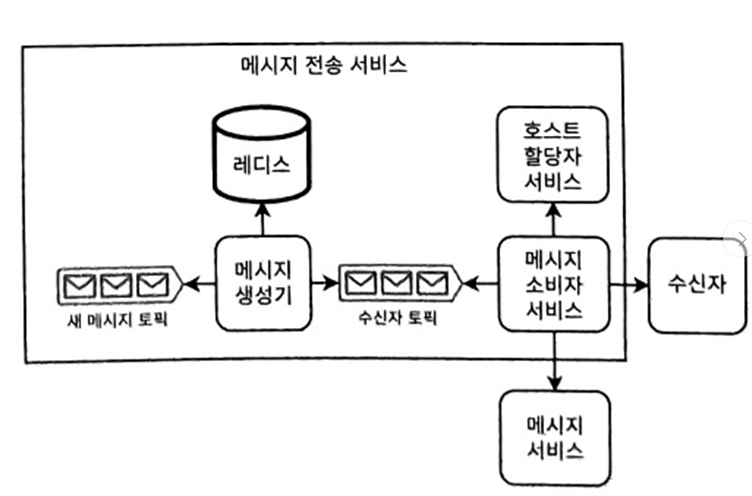 메시지 전송 서비스
레디스
호스트
할당자
서비스
메시지
생성기
메시지
소비자
서비스
수신자
새 메시지 토픽
수신자 토픽
메시지
서비스